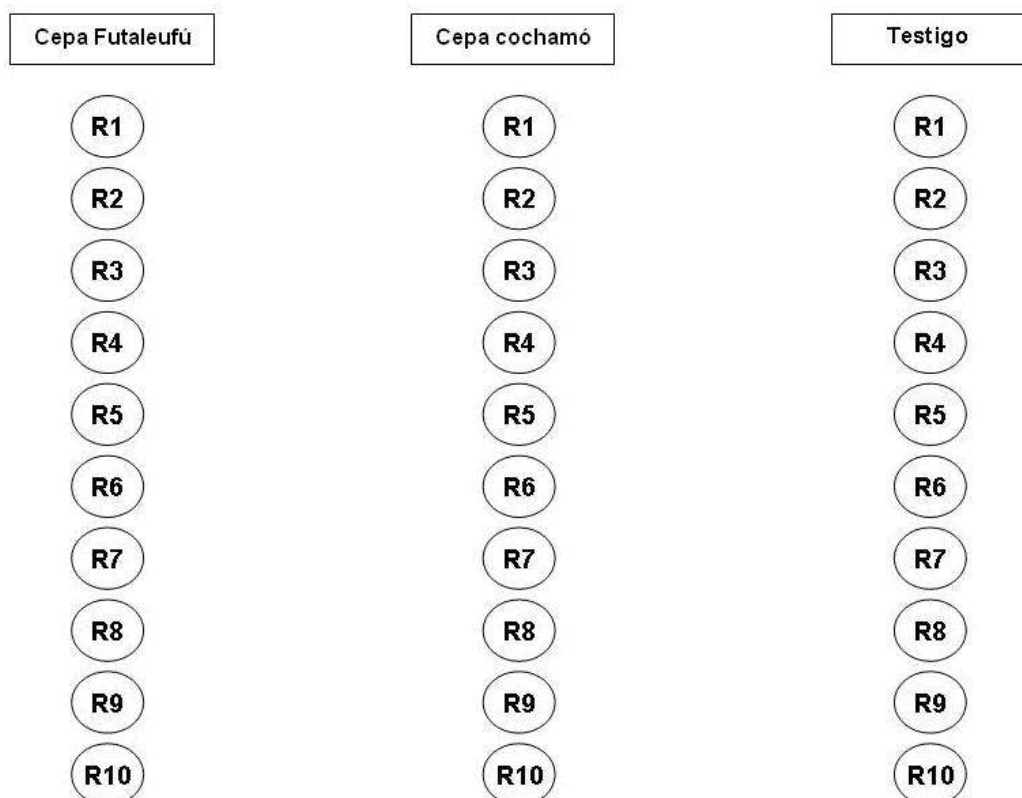 Cepa Futaleufú
Cepa cochamó
Testigo
R1 R1 R1
R2 R2 R2
R3 R3 R3
R4 R4 R4
R5 R5 R5
R6 R6 R6
R7 R7 R7
R8 R8 R8
R9 R9 R9
R10 R10 R10